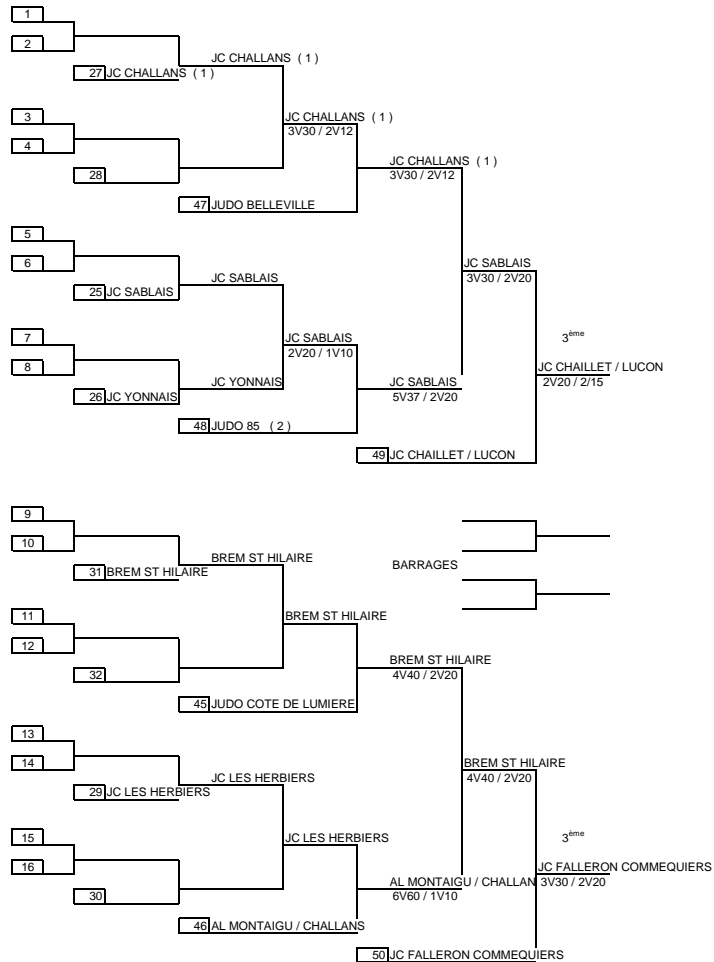 1
2
JC CHALLANS ( 1 )
27 JC CHALLANS ( 1 )
3
JC CHALLANS ( 1 )
3V30 / 2V12
4
JC CHALLANS ( 1 )
3V30 / 2V12
28
47 JUDO BELLEVILLE
5
6
JC SABLAIS
3V30 / 2V20
JC SABLAIS
25 JC SABLAIS
7
JC SABLAIS
2V20 / 1V10
3ème
8
JC CHAILLET / LUCON
2V20 / 2/15
JC YONNAIS
JC SABLAIS
5V37 / 2V20
26 JC YONNAIS
48 JUDO 85 ( 2 )
49 JC CHAILLET / LUCON
9
10
BREM ST HILAIRE
BARRAGES
31 BREM ST HILAIRE
11
BREM ST HILAIRE
12
BREM ST HILAIRE
4V40 / 2V20
32
45 JUDO COTE DE LUMIERE
13
14
BREM ST HILAIRE
4V40 / 2V20
JC LES HERBIERS
29 JC LES HERBIERS
15
JC LES HERBIERS
3ème
16
JC FALLERON COMMEQUIERS
3V30 / 2V20
AL MONTAIGU / CHALLAN
6V60 / 1V10
30
46 AL MONTAIGU / CHALLANS
50 JC FALLERON COMMEQUIERS